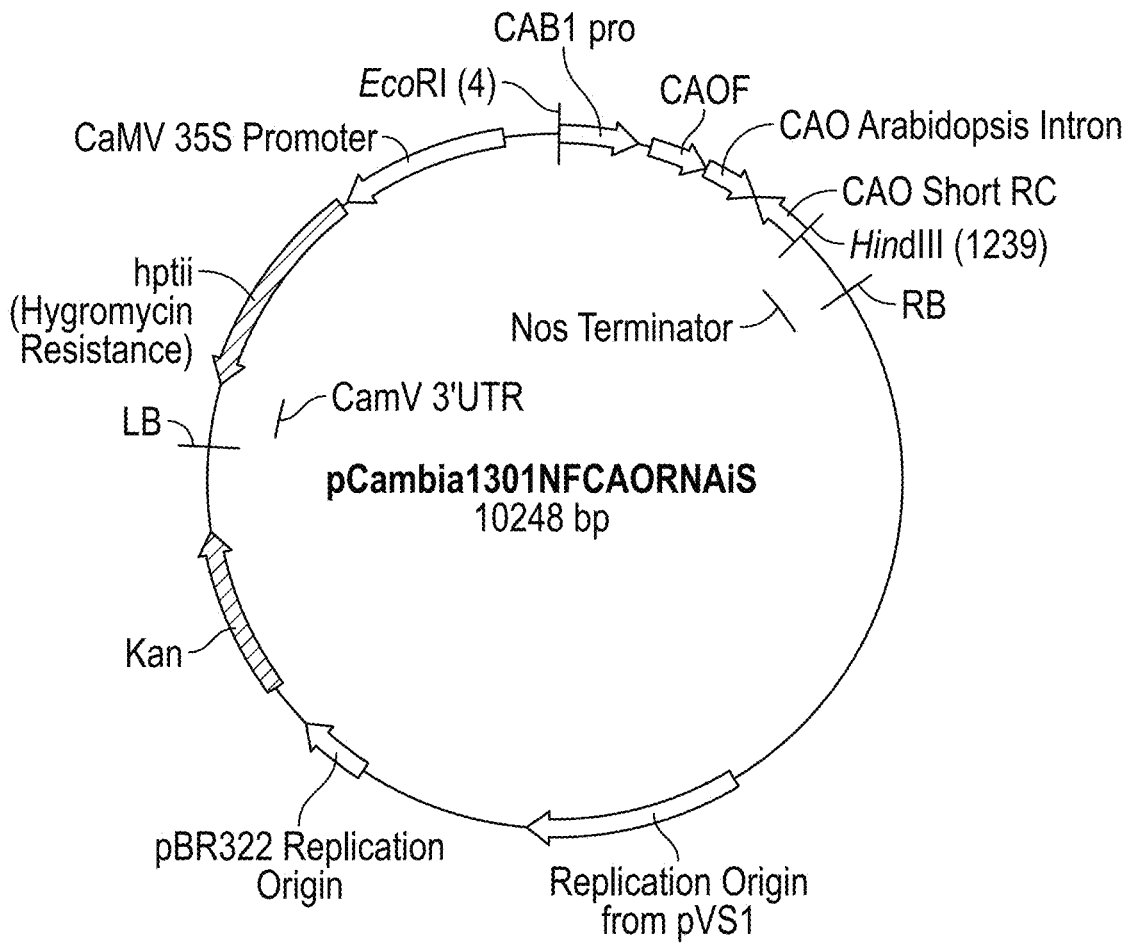 CAB1 pro
EcoRI (4)
CAOF
CaMV 35S Promoter
CAO Arabidopsis Intron
CAO Short RC
HindIII (1239)
hptii
(Hygromycin
Resistance)
RB
Nos Terminator
CamV 3'UTR
LB
pCambia1301NFCAORNAiS
10248 bp
Kan
pBR322 Replication
Origin
Replication Origin
from pVS1